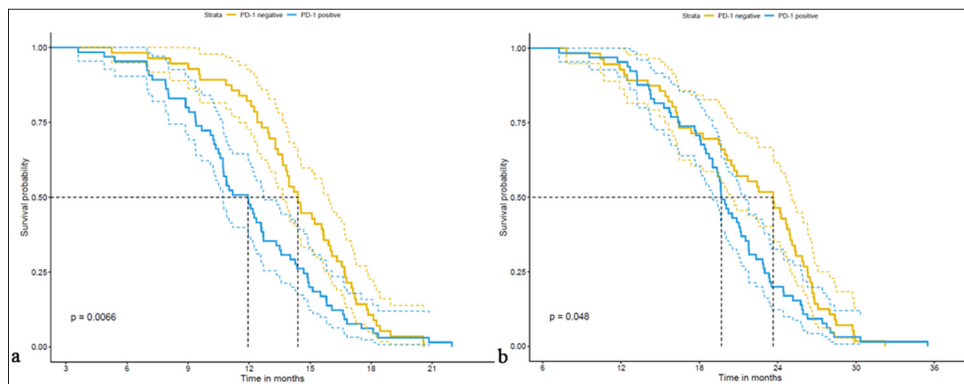 Strata PD-1 negative PD-1 positive
1.00
0.75
0.50
0.25
0.00
Survival probability
p = 0.0066
3 6 9 12 15 18 21
Time in months
a
Strata PD-1 negative PD-1 positive
1.00
0.75
0.50
0.25
0.00
Survival probability
p = 0.048
6 12 18 24 30 36
Time in months
b